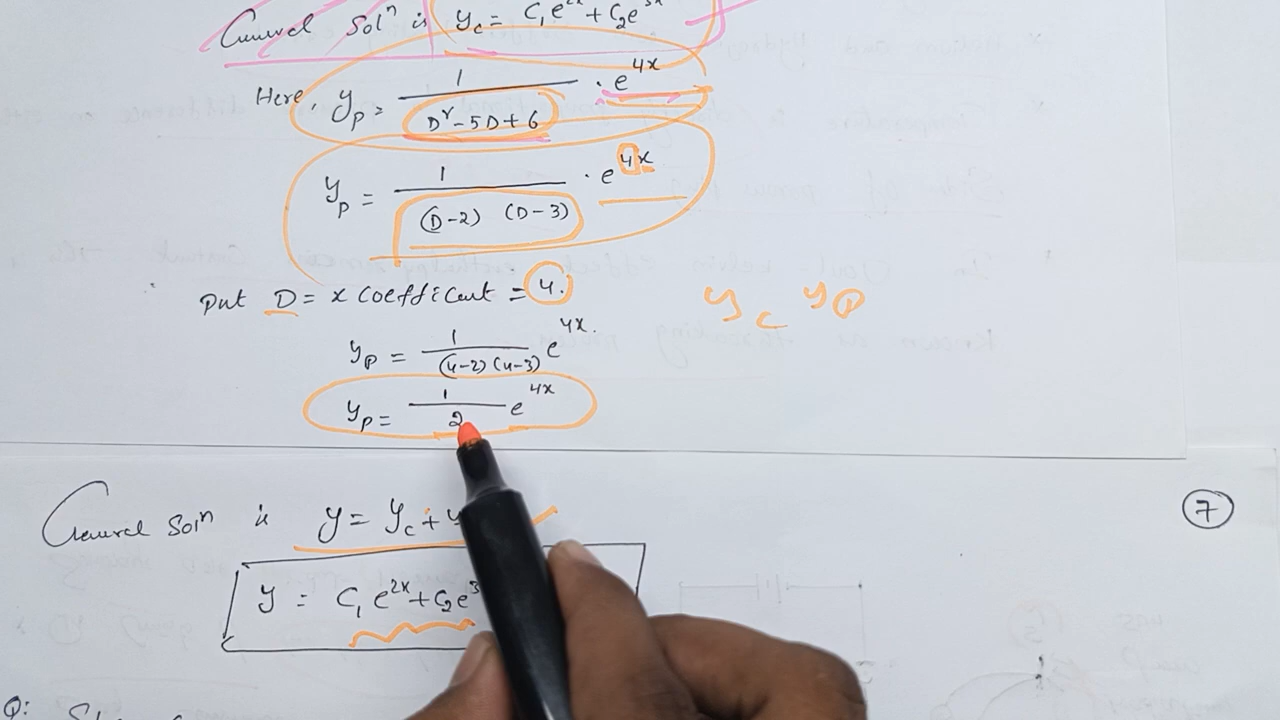 General Solⁿ is y_c = C₁e^2x + C₂e^3x
Here, y_p = 1/(D² - 5D + 6) · e^4x
y_p = 1/((D-2) (D-3)) · e^4x
put D = x coefficient = 4.
y_c y_p
y_p = 1/((4-2)(4-3)) e^4x.
y_p = 1/2 e^4x
General Solⁿ is y = y_c + y
7
y = C₁e^2x + C₂e^3
Q: